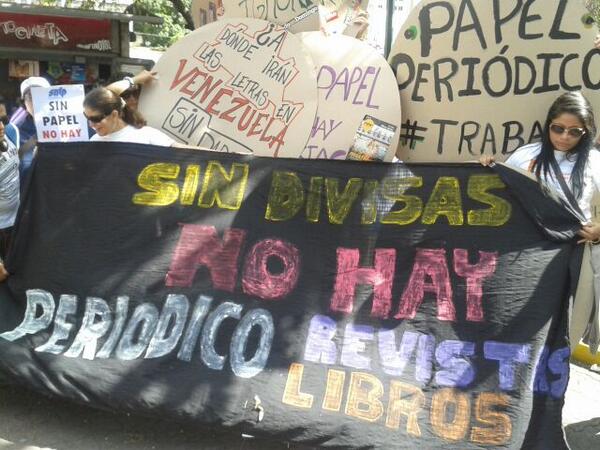 PAPEL
PERIÓDICO
¿A
DÓNDE IRÁN
LAS LETRAS EN
VENEZUELA
SIN
PAPEL
HAY
SIN
PAPEL
NO HAY
# TRABA
SIN DIVISAS
NO HAY
PERIODICO REVISTAS
LIBROS